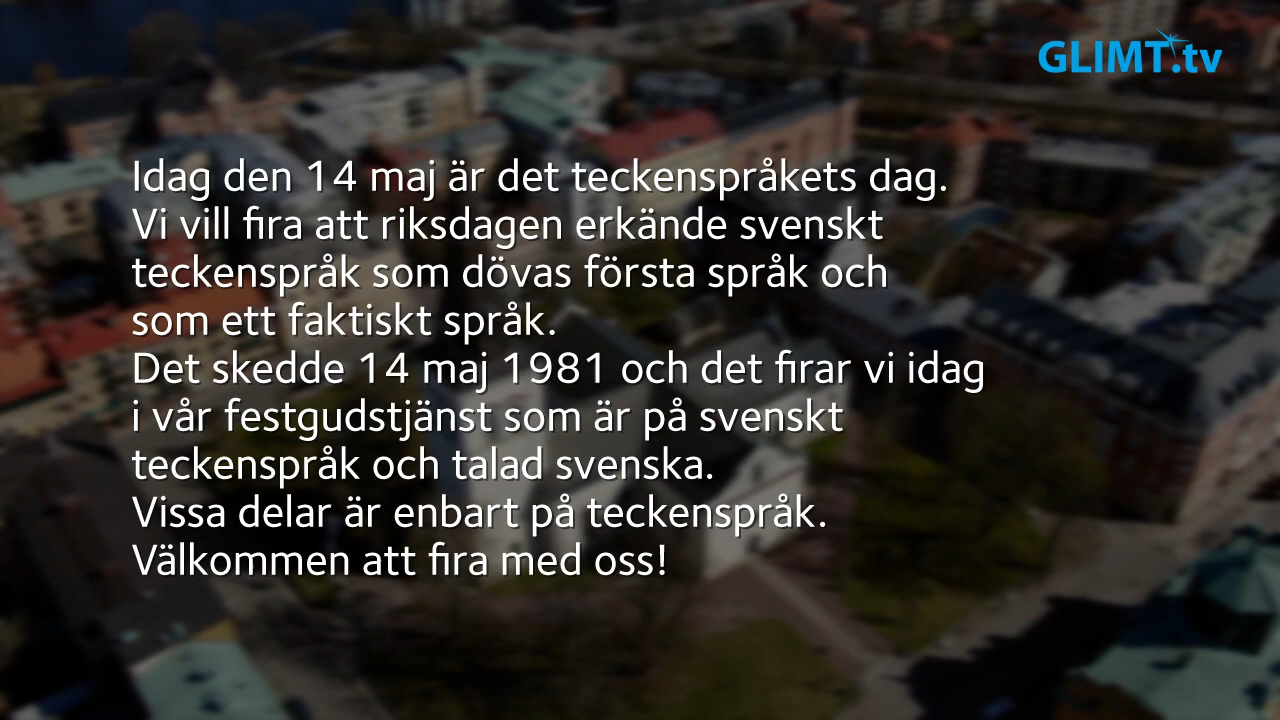 GLIMT.tv
Idag den 14 maj är det teckenspråkets dag.
Vi vill fira att riksdagen erkände svenskt
teckenspråk som dövas första språk och
som ett faktiskt språk.
Det skedde 14 maj 1981 och det firar vi idag
i vår festgudstjänst som är på svenskt
teckenspråk och talad svenska.
Vissa delar är enbart på teckenspråk.
Välkommen att fira med oss!